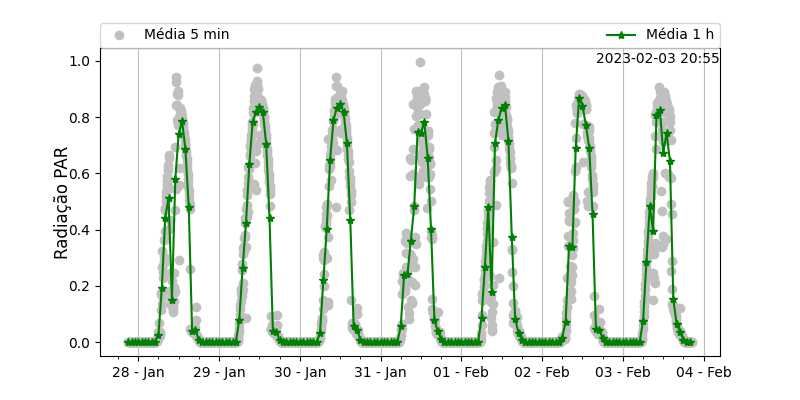 Média 5 min
Média 1 h
2023-02-03 20:55
Radiação PAR
1.0
0.8
0.6
0.4
0.2
0.0
28 - Jan
29 - Jan
30 - Jan
31 - Jan
01 - Feb
02 - Feb
03 - Feb
04 - Feb